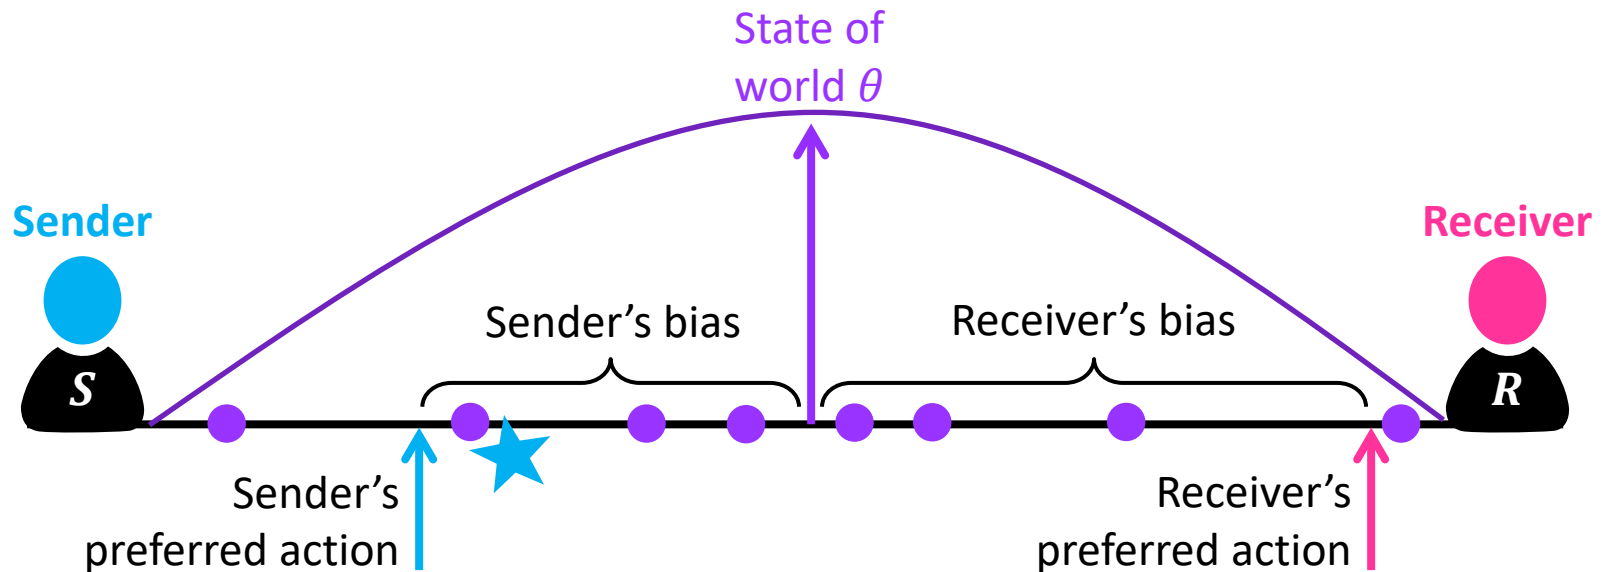 State of
world θ
Sender
Receiver
Sender’s bias
Receiver’s bias
S
R
Sender’s
preferred action
Receiver’s
preferred action